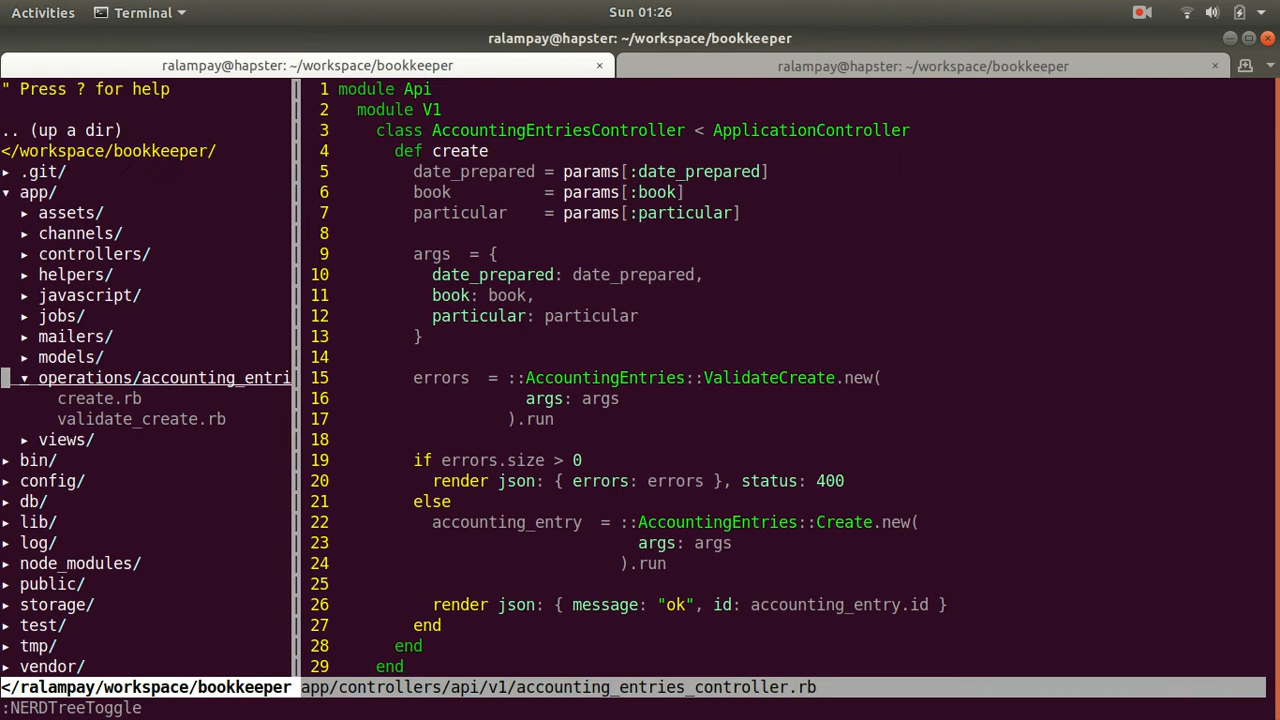 Activities Terminal Sun 01:26
ralampay@hapster: ~/workspace/bookkeeper
ralampay@hapster: ~/workspace/bookkeeper × ralampay@hapster: ~/workspace/bookkeeper ×
" Press ? for help
.. (up a dir)
</workspace/bookkeeper/
▸ .git/
▾ app/
▸ assets/
▸ channels/
▸ controllers/
▸ helpers/
▸ javascript/
▸ jobs/
▸ mailers/
▸ models/
▾ operations/accounting_entri
create.rb
validate_create.rb
▸ views/
▸ bin/
▸ config/
▸ db/
▸ lib/
▸ log/
▸ node_modules/
▸ public/
▸ storage/
▸ test/
▸ tmp/
▸ vendor/
</ralampay/workspace/bookkeeper
1 module Api
2   module V1
3     class AccountingEntriesController < ApplicationController
4       def create
5         date_prepared = params[:date_prepared]
6         book          = params[:book]
7         particular    = params[:particular]
8
9         args  = {
10           date_prepared: date_prepared,
11           book: book,
12           particular: particular
13         }
14
15         errors  = ::AccountingEntries::ValidateCreate.new(
16                     args: args
17                   ).run
18
19         if errors.size > 0
20           render json: { errors: errors }, status: 400
21         else
22           accounting_entry  = ::AccountingEntries::Create.new(
23                                 args: args
24                               ).run
25
26           render json: { message: "ok", id: accounting_entry.id }
27         end
28       end
29     end
app/controllers/api/v1/accounting_entries_controller.rb
:NERDTreeToggle